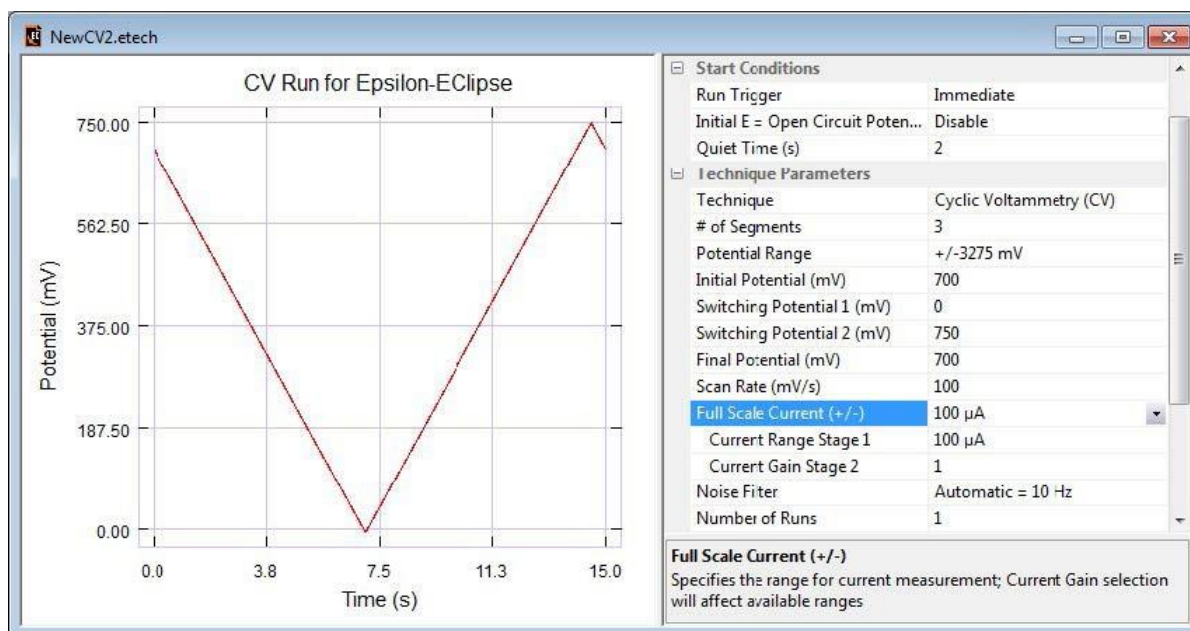 NewCV2.etech
CV Run for Epsilon-EClipse
750.00
562.50
375.00
187.50
0.00
Potential (mV)
0.0 3.8 7.5 11.3 15.0
Time (s)
Start Conditions
Run Trigger Immediate
Initial E = Open Circuit Poten... Disable
Quiet Time (s) 2
Technique Parameters
Technique Cyclic Voltammetry (CV)
# of Segments 3
Potential Range +/-3275 mV
Initial Potential (mV) 700
Switching Potential 1 (mV) 0
Switching Potential 2 (mV) 750
Final Potential (mV) 700
Scan Rate (mV/s) 100
Full Scale Current (+/-) 100 µA
Current Range Stage 1 100 µA
Current Gain Stage 2 1
Noise Filter Automatic = 10 Hz
Number of Runs 1
Full Scale Current (+/-)
Specifies the range for current measurement; Current Gain selection
will affect available ranges